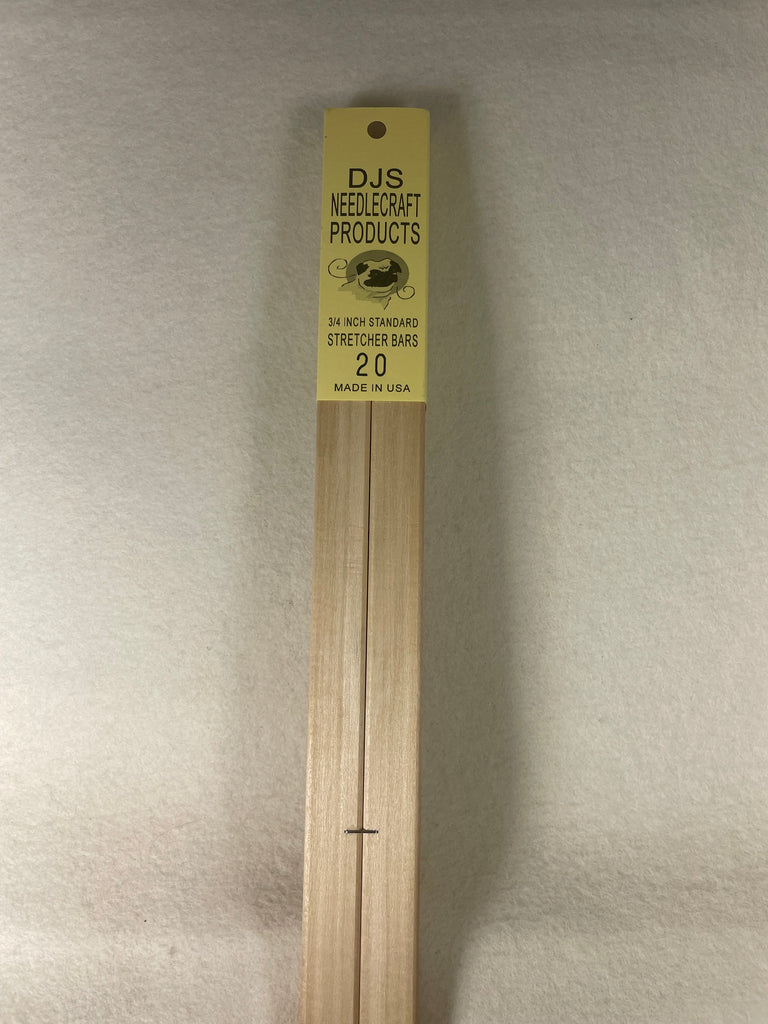 DJS
NEEDLECRAFT
PRODUCTS
3/4 INCH STANDARD
STRETCHER BARS
20
MADE IN USA